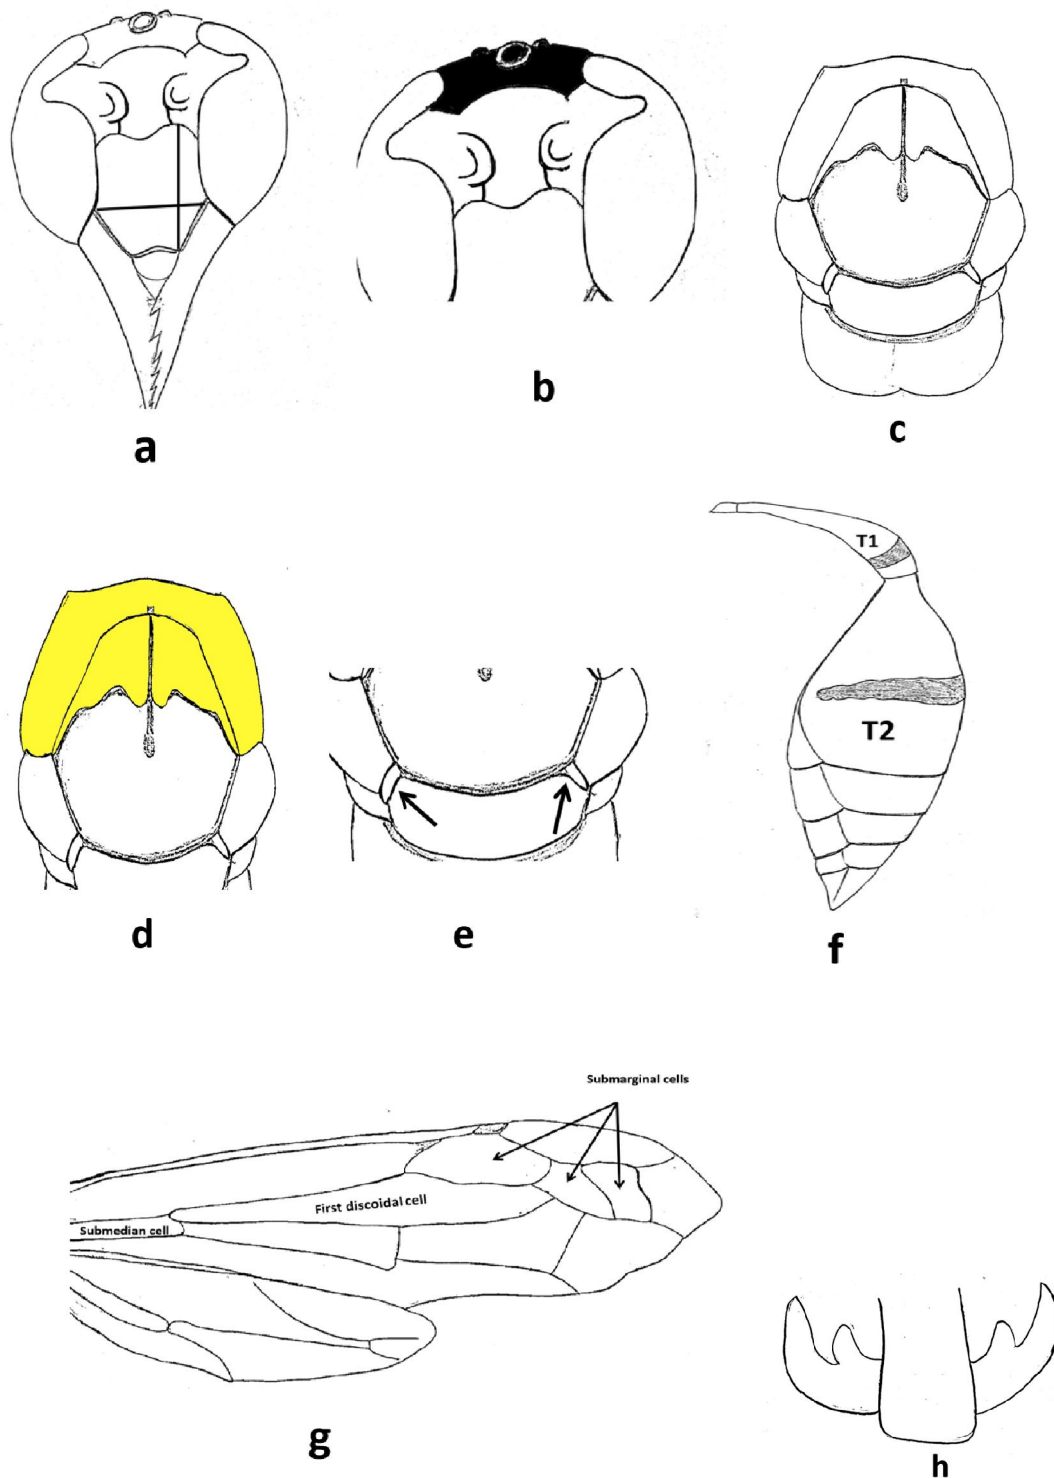 a
b
c
T1
T2
d
e
f
Submarginal cells
First discoidal cell
Submedian cell
g
h